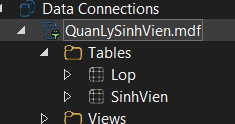 Data Connections
QuanLySinhVien.mdf
Tables
Lop
SinhVien
Views